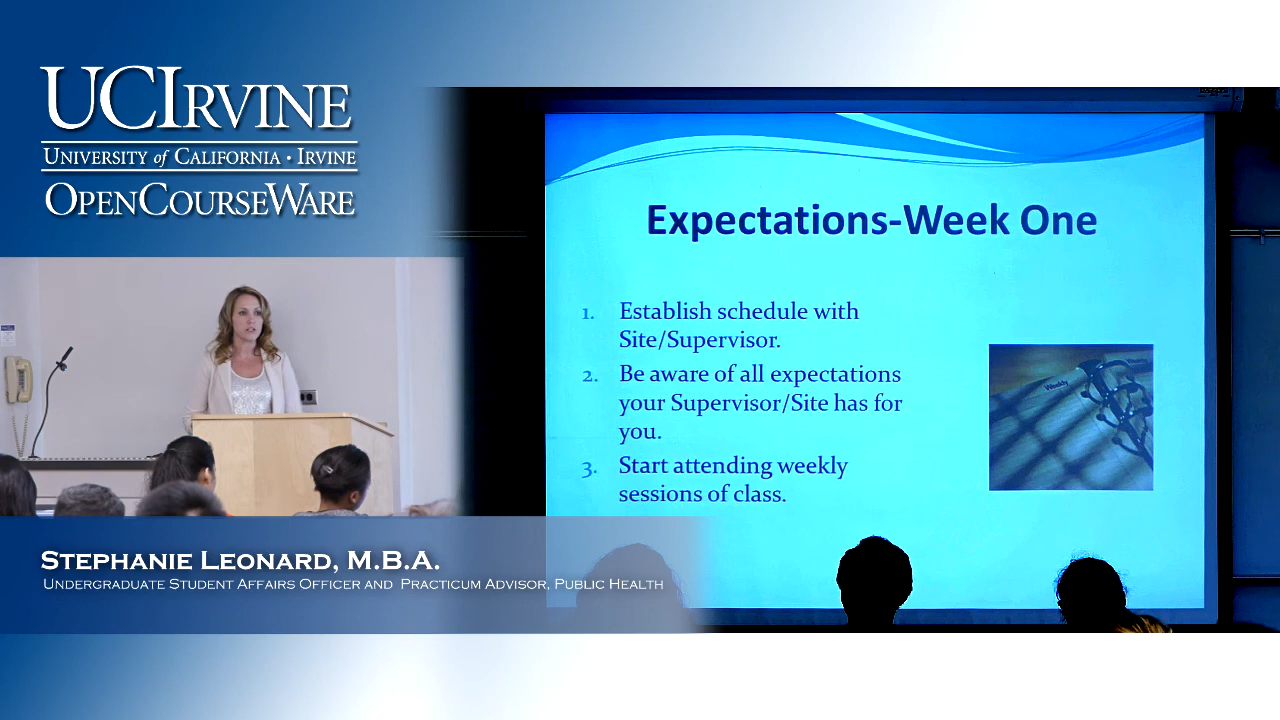 UCIRVINE
UNIVERSITY of CALIFORNIA · IRVINE
OPENCOURSEWARE
Expectations-Week One
1. Establish schedule with
Site/Supervisor.
2. Be aware of all expectations
your Supervisor/Site has for
you.
3. Start attending weekly
sessions of class.
Weekly
STEPHANIE LEONARD, M.B.A.
UNDERGRADUATE STUDENT AFFAIRS OFFICER AND PRACTICUM ADVISOR, PUBLIC HEALTH